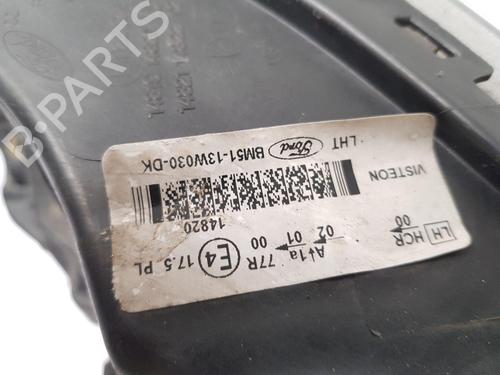 Ford
BM51-13W030-DK
LHT
14820
VISTEON
LH HCR
00
A+1a 77R
02 01 00
E4 17.5 PL
B-PARTS